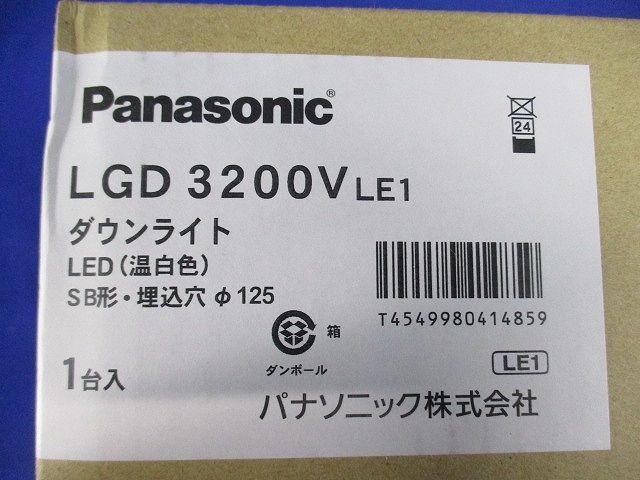 Panasonic®
24
LGD 3200V LE1
ダウンライト
LED(温白色)
SB形・埋込穴 φ125
T4549980414859
箱
ダンボール
1台入
LE1
パナソニック株式会社